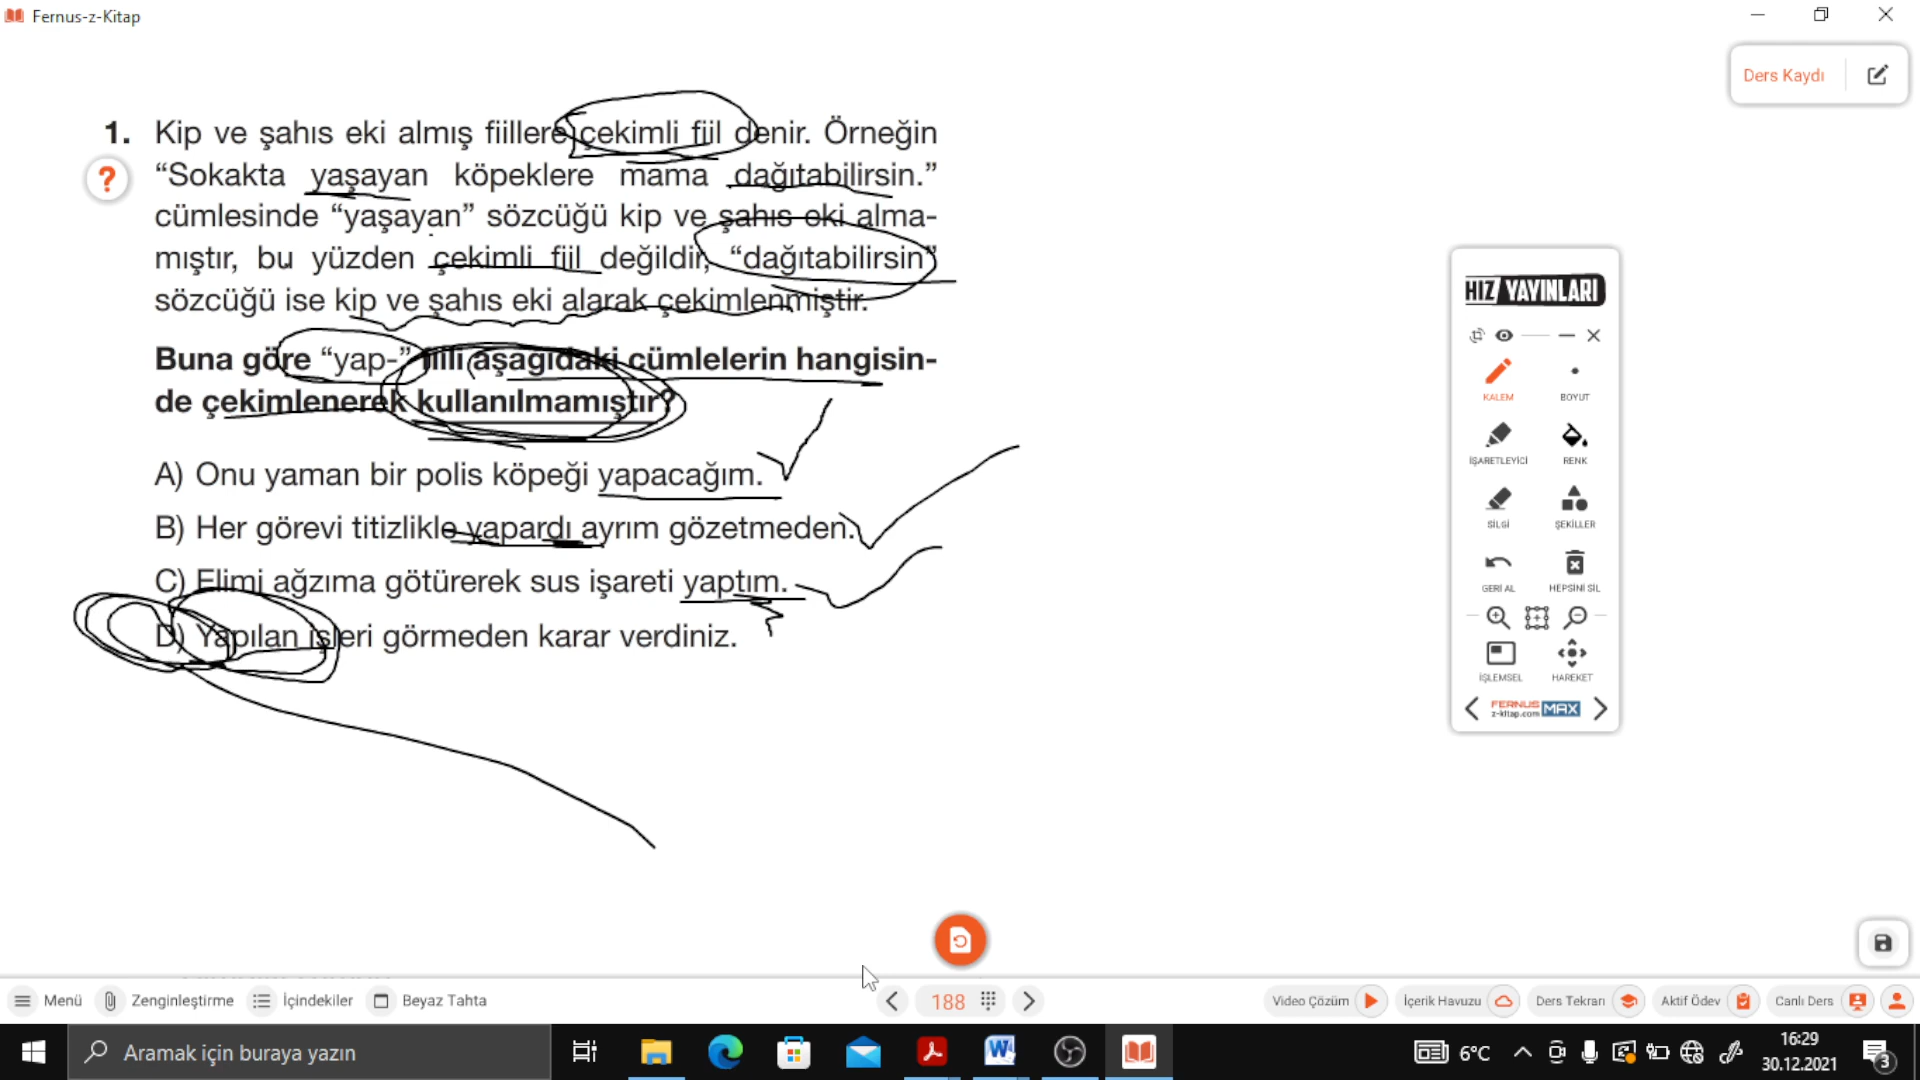 Fernus-z-Kitap
Ders Kaydı
1. Kip ve şahıs eki almış fiillere çekimli fiil denir. Örneğin
"Sokakta yaşayan köpeklere mama dağıtabilirsin."
cümlesinde "yaşayan" sözcüğü kip ve şahıs eki alma-
mıştır, bu yüzden çekimli fiil değildir, "dağıtabilirsin"
sözcüğü ise kip ve şahıs eki alarak çekimlenmiştir.
Buna göre "yap-" fiili aşağıdaki cümlelerin hangisin-
de çekimlenerek kullanılmamıştır?
A) Onu yaman bir polis köpeği yapacağım.
B) Her görevi titizlikle yapardı ayrım gözetmeden.
C) Elimi ağzıma götürerek sus işareti yaptım.
D) Yapılan işleri görmeden karar verdiniz.
?
HIZ YAYINLARI
KALEM BOYUT
İŞARETLEYİCİ RENK
SİLGİ ŞEKİLLER
GERİ AL HEPSİNİ SİL
İŞLEMSEL HAREKET
FERNUS
z-kitap.com MAX
Menü Zenginleştirme İçindekiler Beyaz Tahta 188 Video Çözüm İçerik Havuzu Ders Tekrarı Aktif Ödev Canlı Ders
Aramak için buraya yazın
6°C
16:29
30.12.2021
3